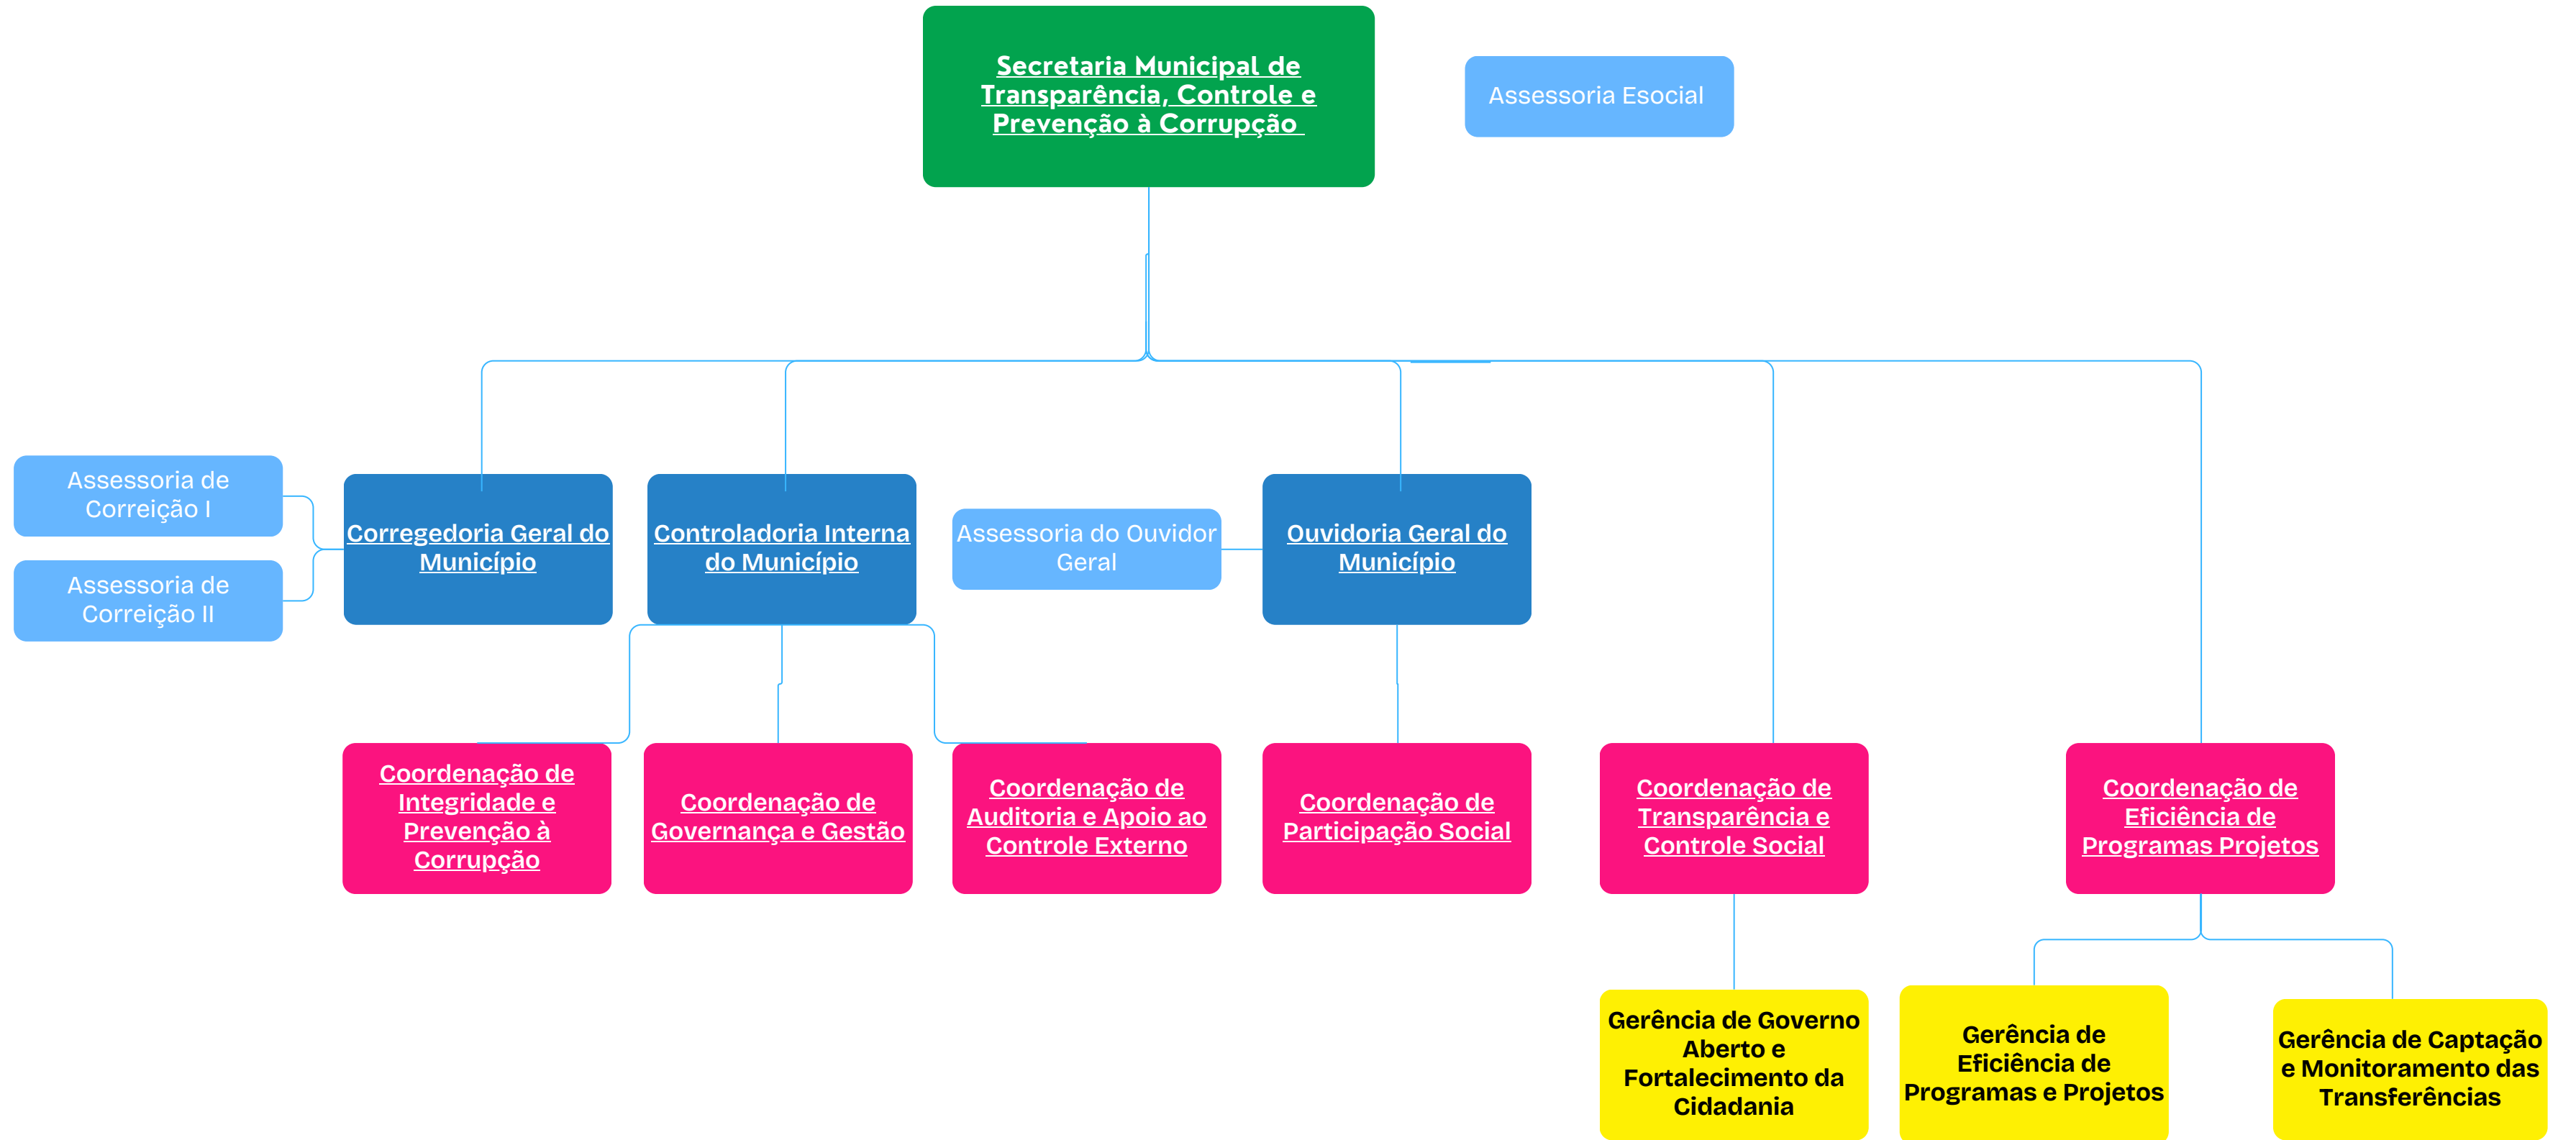 Secretaria Municipal de
Transparência, Controle e
Prevenção à Corrupção
Assessoria Esocial
Assessoria de
Correição I
Assessoria de
Correição II
Corregedoria Geral do
Município
Controladoria Interna
do Município
Assessoria do Ouvidor
Geral
Ouvidoria Geral do
Município
Coordenação de
Integridade e
Prevenção à
Corrupção
Coordenação de
Governança e Gestão
Coordenação de
Auditoria e Apoio ao
Controle Externo
Coordenação de
Participação Social
Coordenação de
Transparência e
Controle Social
Coordenação de
Eficiência de
Programas Projetos
Gerência de Governo
Aberto e
Fortalecimento da
Cidadania
Gerência de
Eficiência de
Programas e Projetos
Gerência de Captação
e Monitoramento das
Transferências